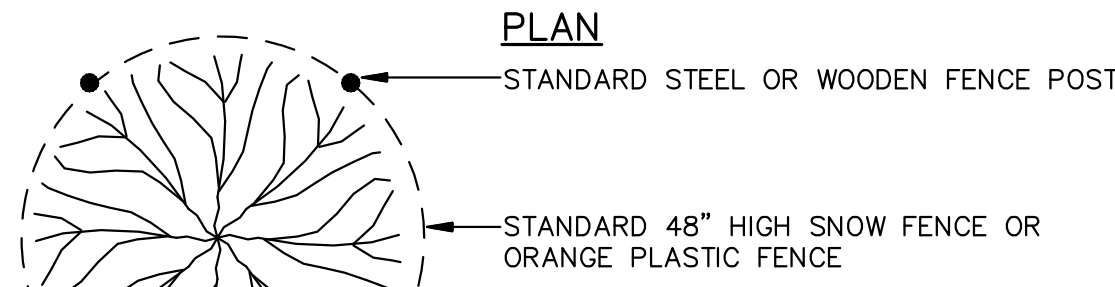 PLAN
STANDARD STEEL OR WOODEN FENCE POST
STANDARD 48" HIGH SNOW FENCE OR
ORANGE PLASTIC FENCE